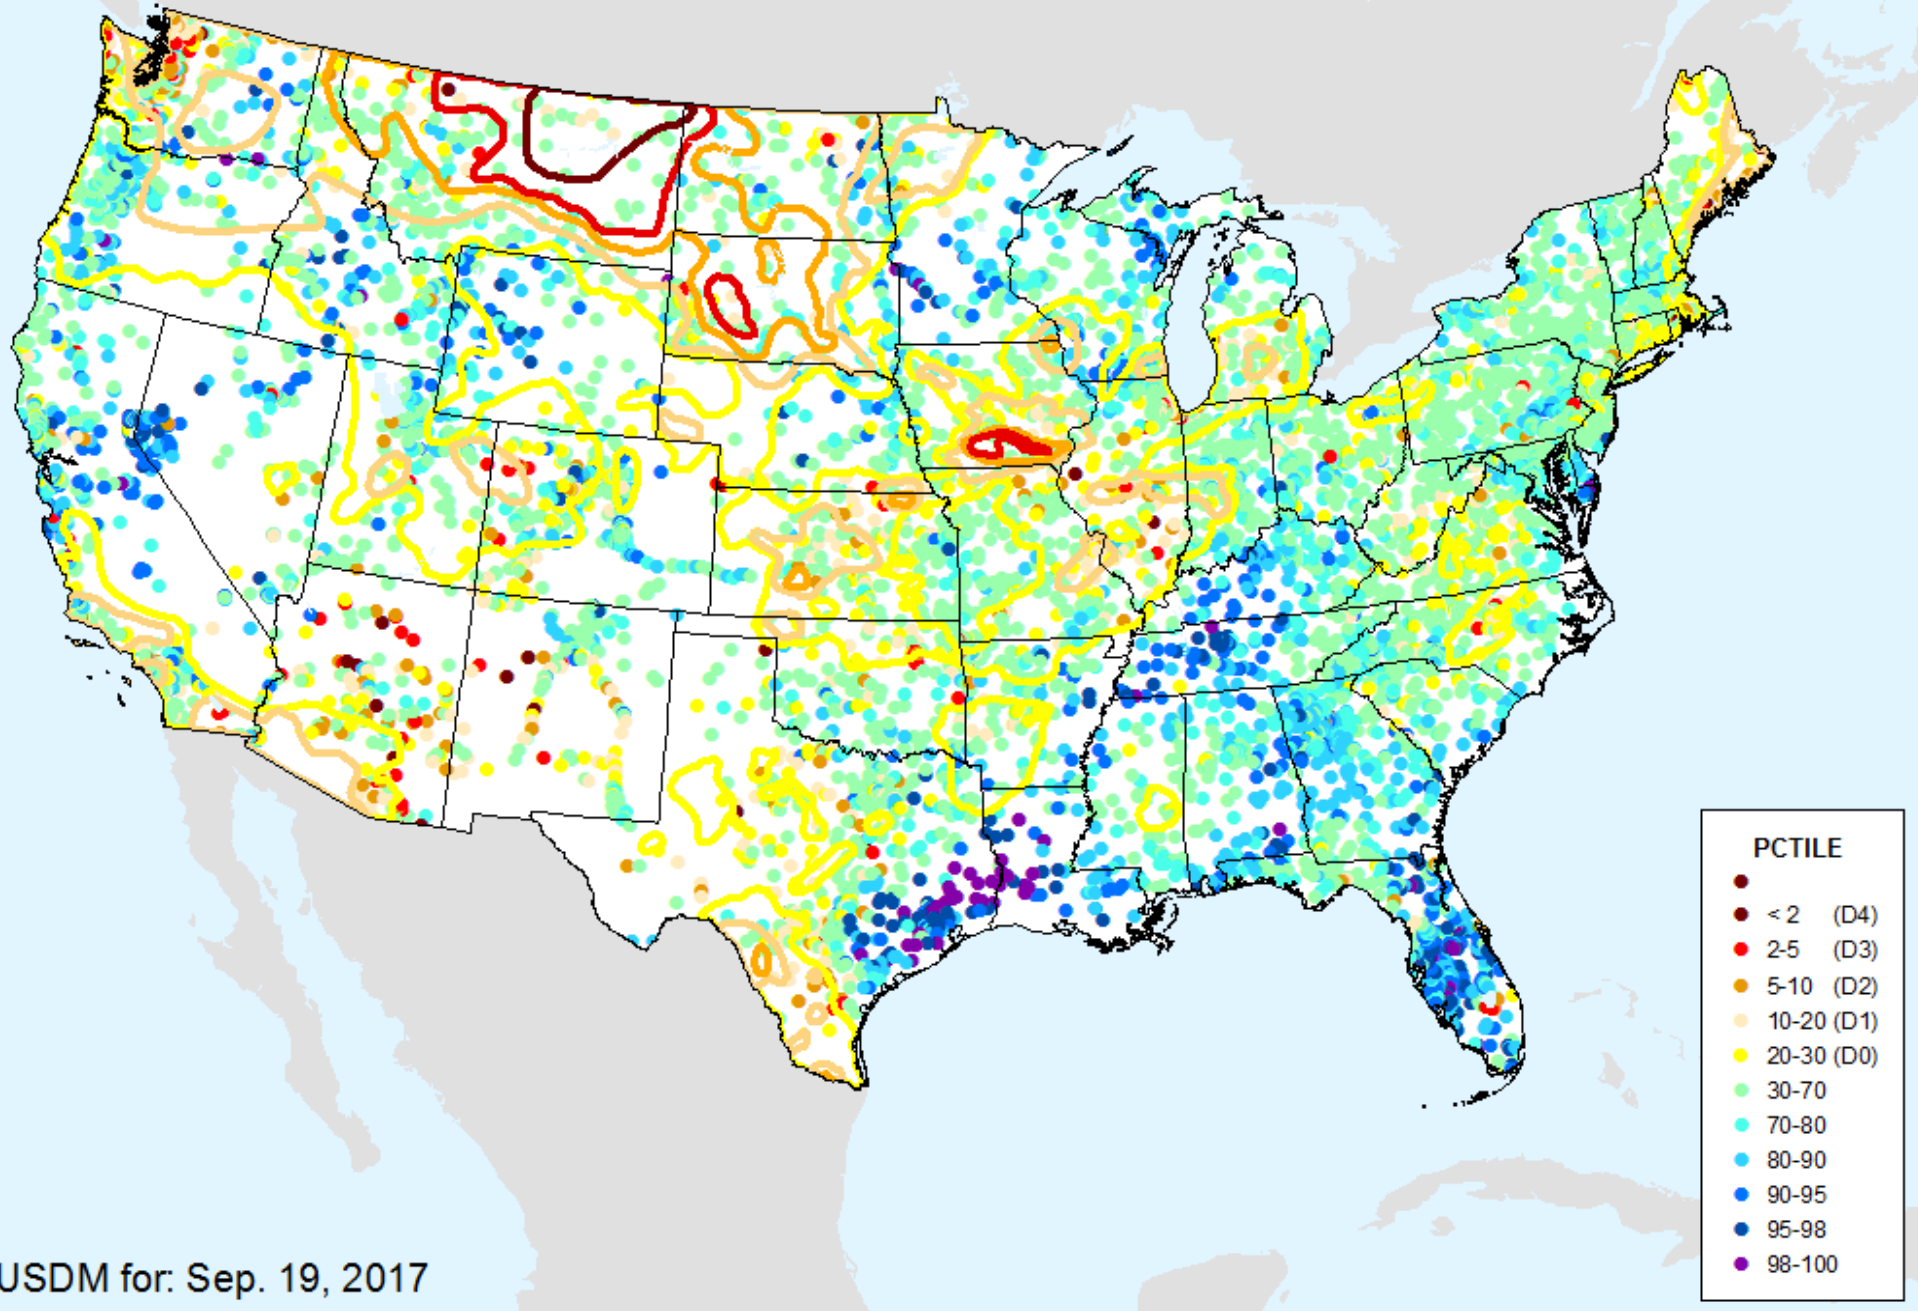 PCTILE
< 2 (D4)
2-5 (D3)
5-10 (D2)
10-20 (D1)
20-30 (D0)
30-70
70-80
80-90
90-95
95-98
98-100
USDM for: Sep. 19, 2017